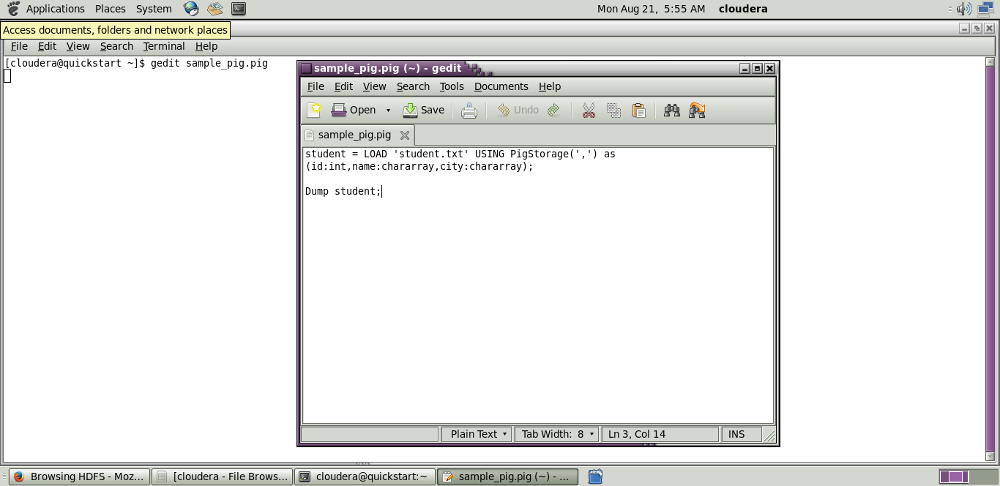 Applications Places System Mon Aug 21, 5:55 AM cloudera
Access documents, folders and network places
File Edit View Search Terminal Help
[cloudera@quickstart ~]$ gedit sample_pig.pig
sample_pig.pig (~) - gedit
File Edit View Search Tools Documents Help
Open Save Undo
sample_pig.pig
student = LOAD 'student.txt' USING PigStorage(',') as
(id:int,name:chararray,city:chararray);
Dump student;
Plain Text Tab Width: 8 Ln 3, Col 14 INS
Browsing HDFS - Moz... [cloudera - File Brows... cloudera@quickstart:~ sample_pig.pig (~) - ...